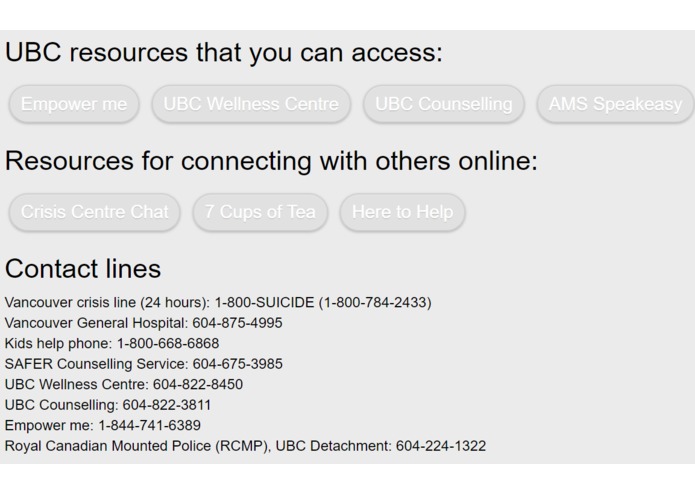 UBC resources that you can access:
Empower me UBC Wellness Centre UBC Counselling AMS Speakeasy
Resources for connecting with others online:
Crisis Centre Chat 7 Cups of Tea Here to Help
Contact lines
Vancouver crisis line (24 hours): 1-800-SUICIDE (1-800-784-2433)
Vancouver General Hospital: 604-875-4995
Kids help phone: 1-800-668-6868
SAFER Counselling Service: 604-675-3985
UBC Wellness Centre: 604-822-8450
UBC Counselling: 604-822-3811
Empower me: 1-844-741-6389
Royal Canadian Mounted Police (RCMP), UBC Detachment: 604-224-1322